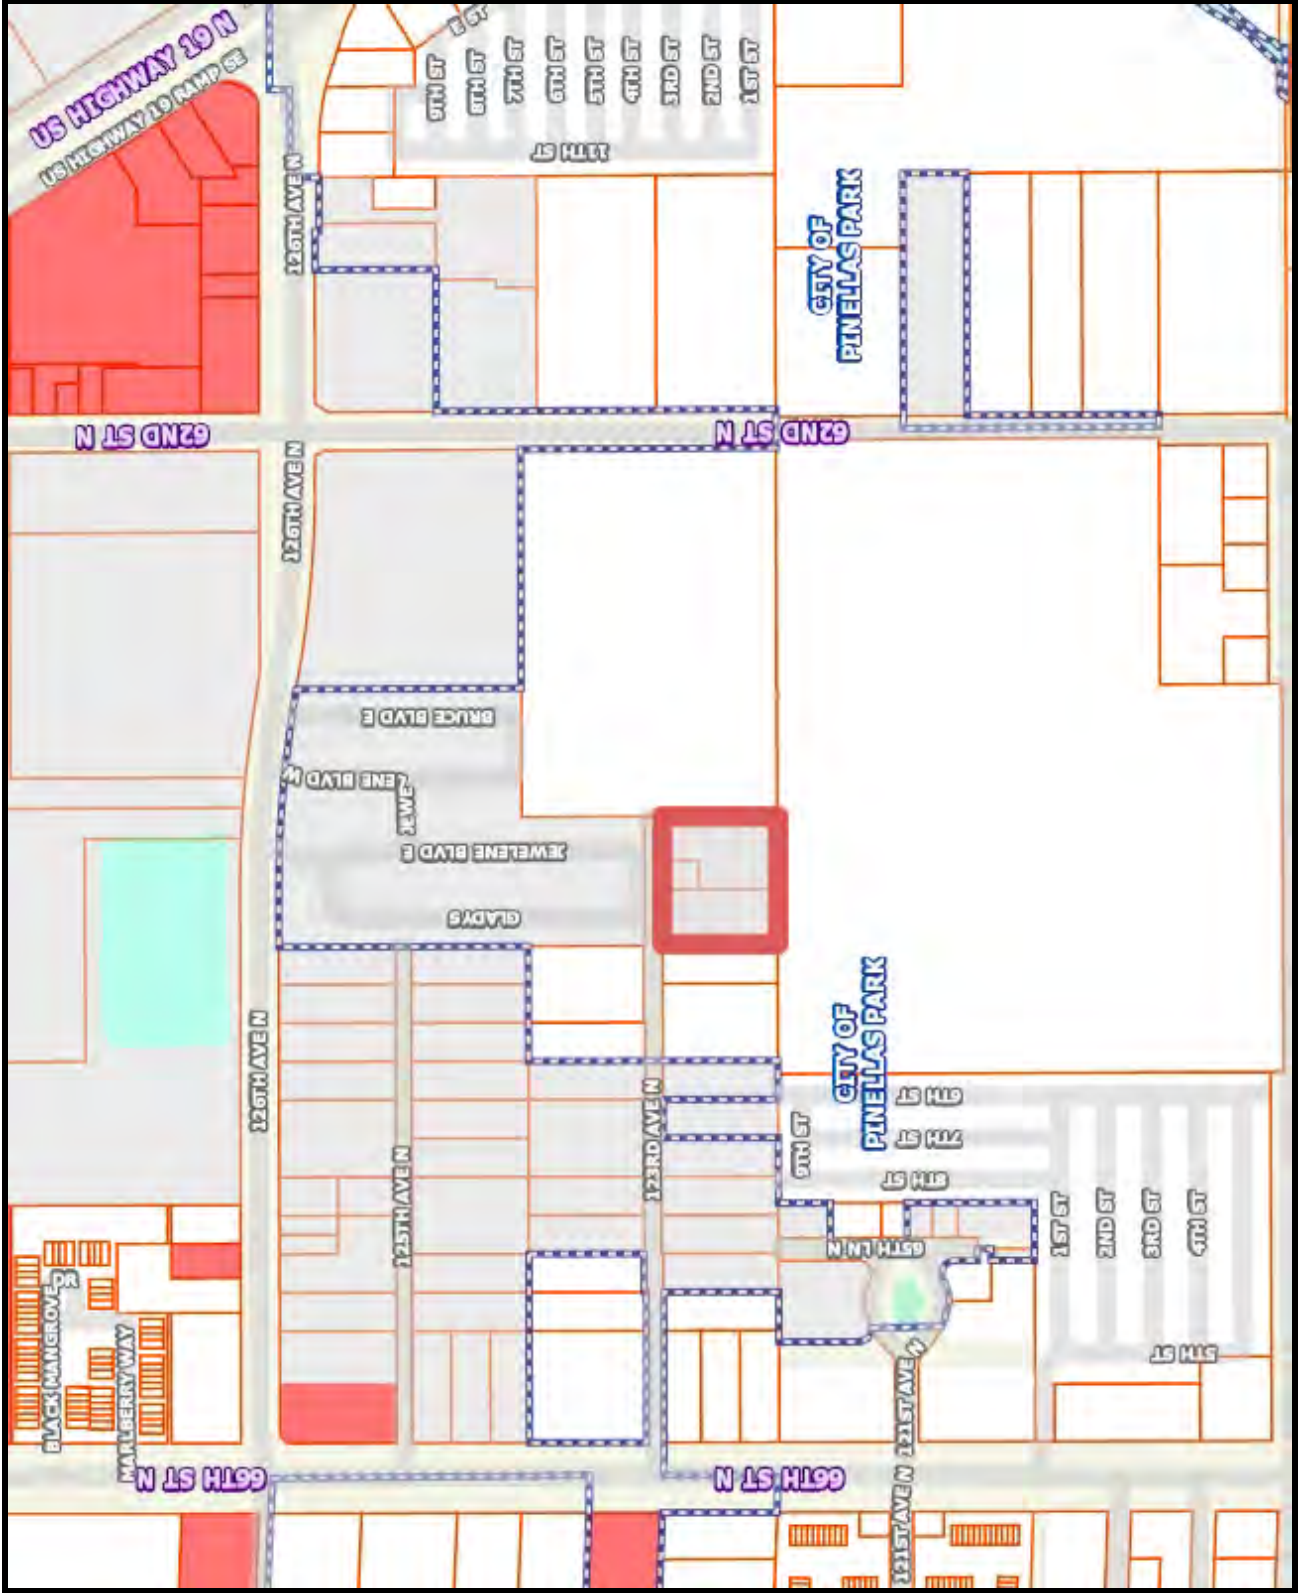 US HIGHWAY 19 N
US HIGHWAY 19 RAMP SE
126TH AVE N
E ST
9TH ST
8TH ST
7TH ST
6TH ST
5TH ST
4TH ST
3RD ST
2ND ST
1ST ST
11TH ST
CITY OF
PINELLAS PARK
62ND ST N
62ND ST N
126TH AVE N
BRUCE BLVD E
LENE BLVD W
JEWE
JEWELENE BLVD E
GLADYS
CITY OF
PINELLAS PARK
126TH AVE N
123RD AVE N
125TH AVE N
9TH ST
6TH ST
7TH ST
8TH ST
65TH LN N
1ST ST
2ND ST
3RD ST
4TH ST
5TH ST
BLACK MANGROVE
DR
MARLBERRY WAY
121ST AVE N
66TH ST N
66TH ST N
121ST AVE N